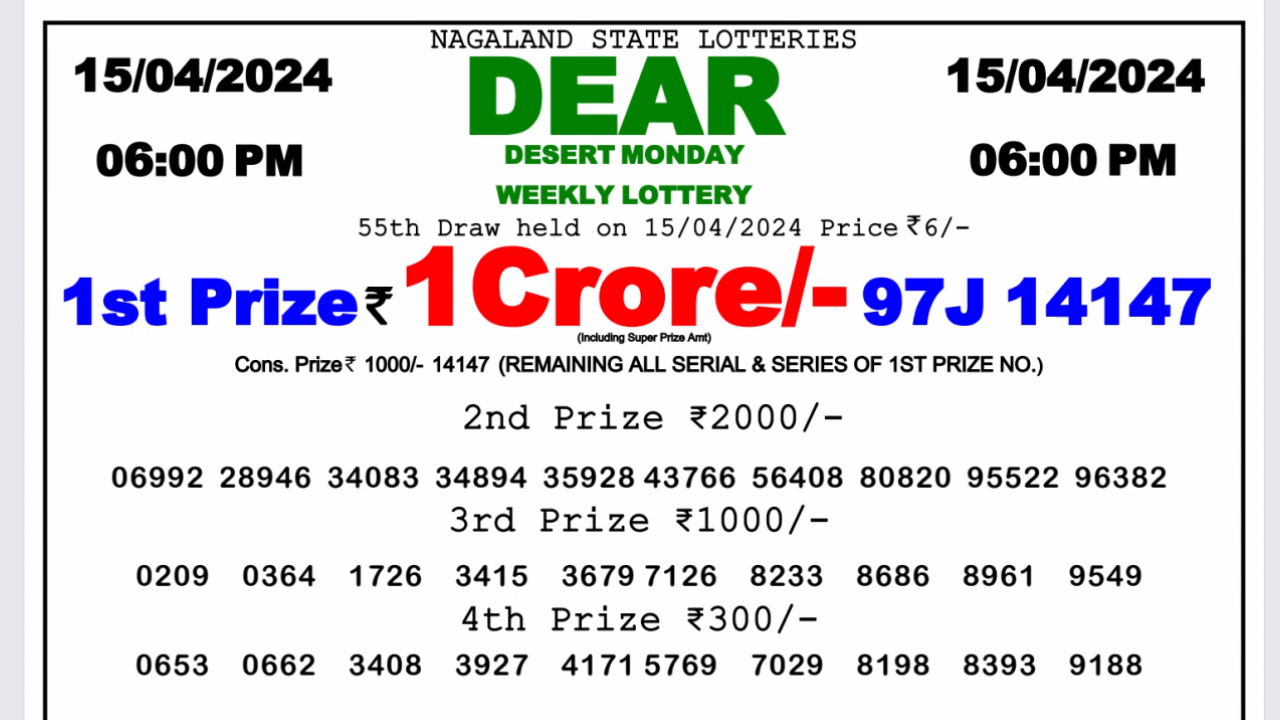 NAGALAND STATE LOTTERIES
15/04/2024 DEAR 15/04/2024
06:00 PM DESERT MONDAY 06:00 PM
WEEKLY LOTTERY
55th Draw held on 15/04/2024 Price ₹6/-
1st Prize ₹ 1Crore/- 97J 14147
(Including Super Prize Amt)
Cons. Prize ₹ 1000/- 14147 (REMAINING ALL SERIAL & SERIES OF 1ST PRIZE NO.)
2nd Prize ₹2000/-
06992 28946 34083 34894 35928 43766 56408 80820 95522 96382
3rd Prize ₹1000/-
0209 0364 1726 3415 3679 7126 8233 8686 8961 9549
4th Prize ₹300/-
0653 0662 3408 3927 4171 5769 7029 8198 8393 9188